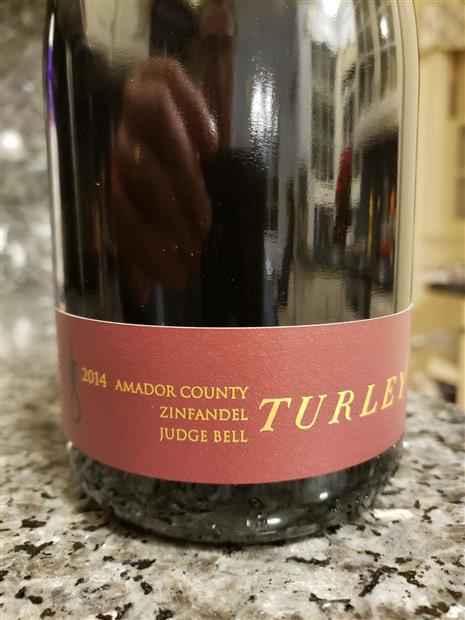 2014 AMADOR COUNTY
ZINFANDEL
JUDGE BELL
TURLEY